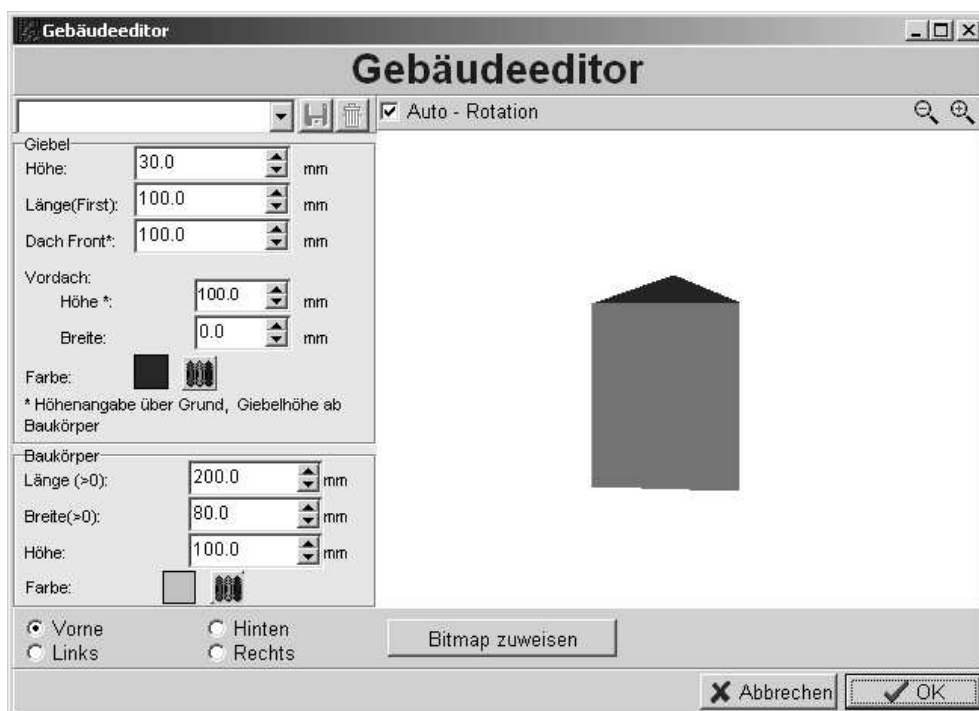 Gebäudeeditor
Gebäudeeditor
Auto - Rotation
Giebel
Höhe: 30.0 mm
Länge(First): 100.0 mm
Dach Front*: 100.0 mm
Vordach:
Höhe *: 100.0 mm
Breite: 0.0 mm
Farbe:
* Höhenangabe über Grund, Giebelhöhe ab
Baukörper
Baukörper
Länge (>0): 200.0 mm
Breite(>0): 80.0 mm
Höhe: 100.0 mm
Farbe:
Vorne Hinten
Links Rechts
Bitmap zuweisen
Abbrechen OK